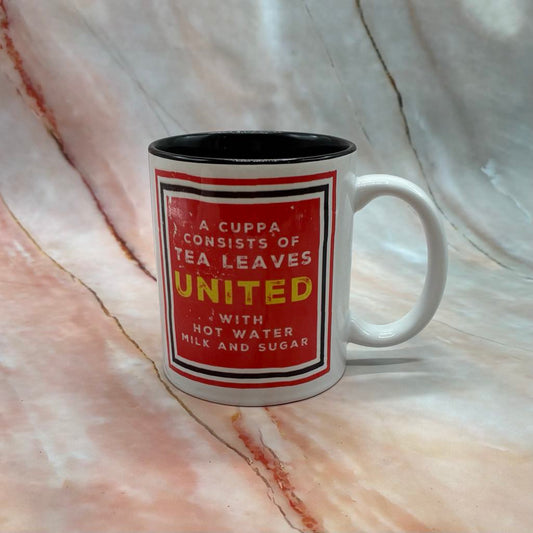 A CUPPA
CONSISTS OF
TEA LEAVES
UNITED
WITH
HOT WATER
MILK AND SUGAR